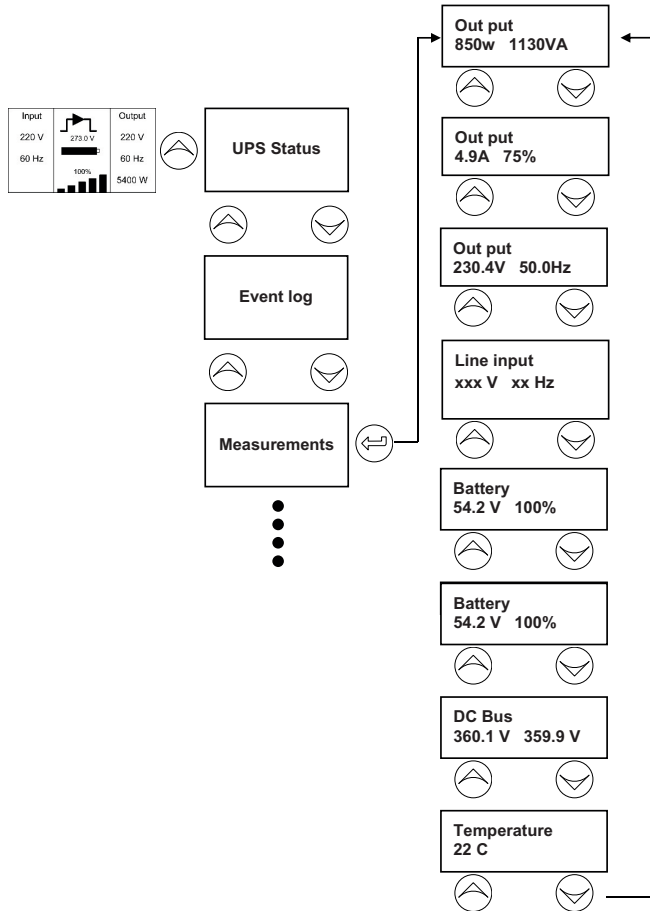 Input
220 V
60 Hz
273.0 V
100%
Output
220 V
60 Hz
5400 W
UPS Status
Event log
Measurements
Out put
850w 1130VA
Out put
4.9A 75%
Out put
230.4V 50.0Hz
Line input
xxx V xx Hz
Battery
54.2 V 100%
Battery
54.2 V 100%
DC Bus
360.1 V 359.9 V
Temperature
22 C